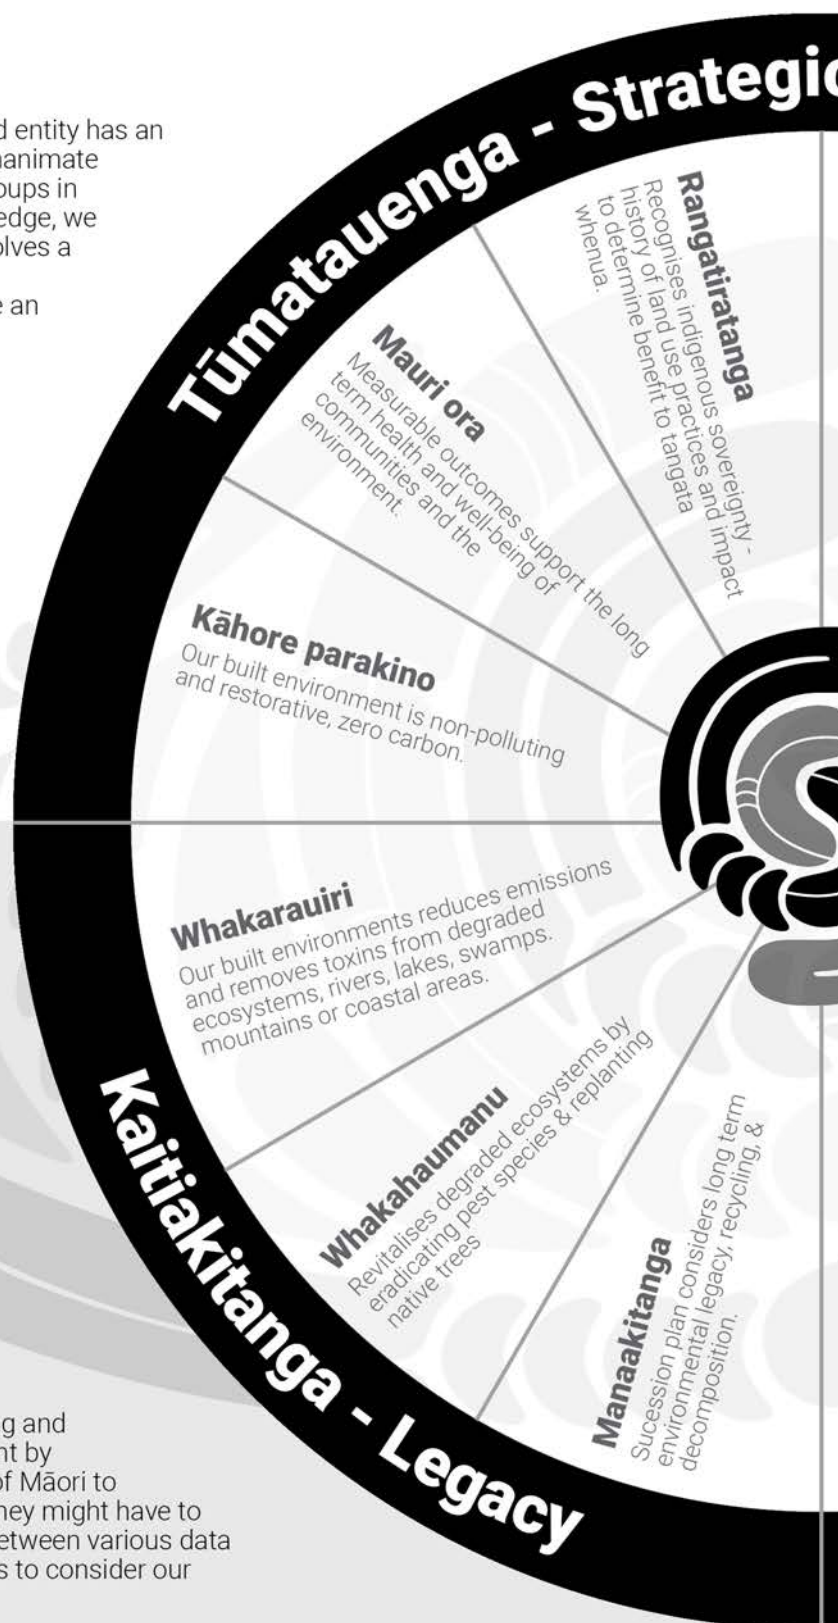 d entity has an
nanimate
oups in
edge, we
olves a
e an
Tūmatauenga - Strategic
Rangatiratanga
Recognises indigenous sovereignty -
history of land use practices and impact
to determine benefit to tangata
whenua.
Mauri ora
Measurable outcomes support the long
term health and well-being of
communities and the
environment.
Kāhore parakino
Our built environment is non-polluting
and restorative, zero carbon.
Whakarauiri
Our built environments reduces emissions
and removes toxins from degraded
ecosystems, rivers, lakes, swamps.
mountains or coastal areas.
Whakahaumanu
Revitalises degraded ecosystems by
eradicating pest species & replanting
native trees
Manaakitanga
Sucession plan considers long term
environmental legacy, recycling, &
decomposition.
Kaitiakitanga - Legacy
g and
nt by
of Māori to
hey might have to
etween various data
s to consider our